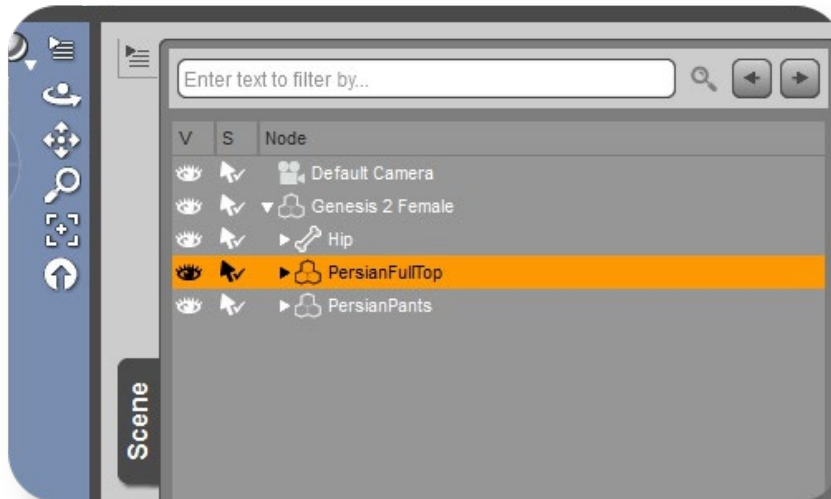 Enter text to filter by...
V S Node
Default Camera
Genesis 2 Female
Hip
PersianFullTop
PersianPants
Scene